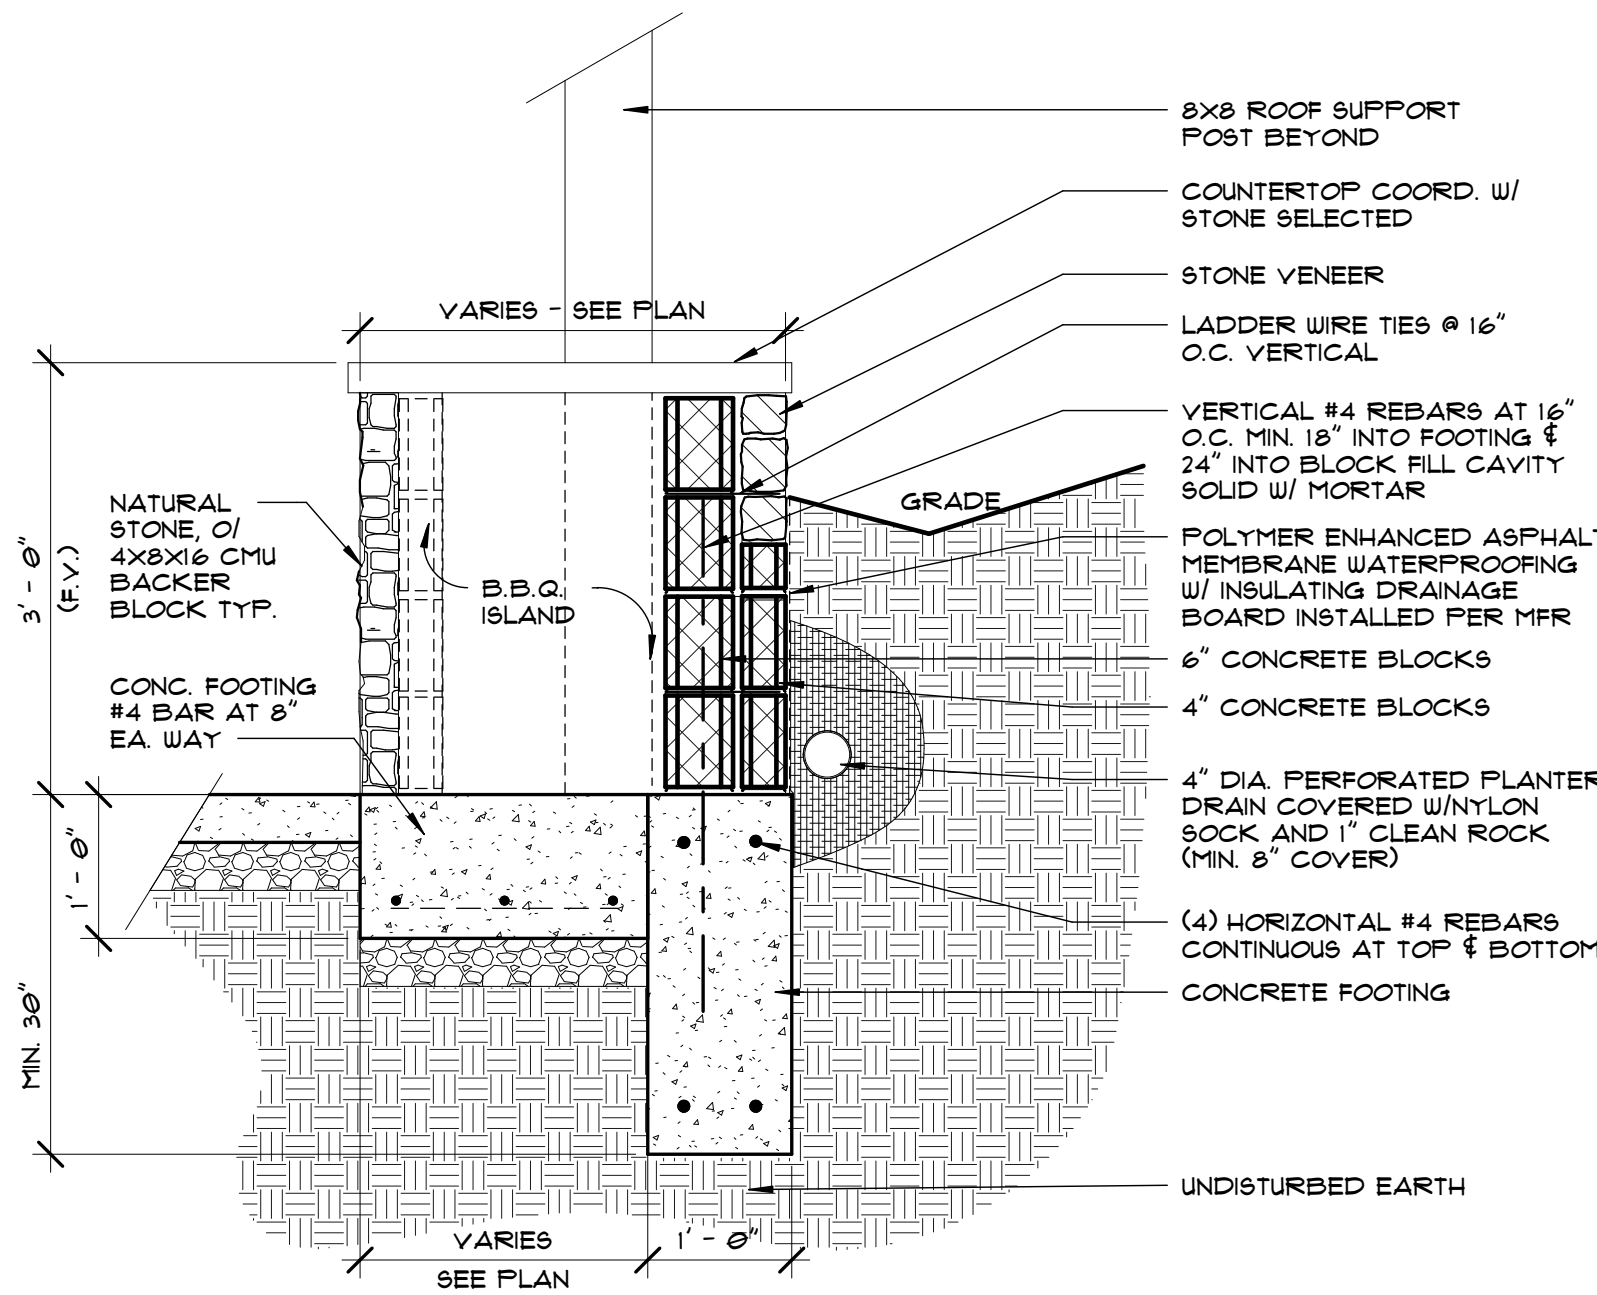 8X8 ROOF SUPPORT
POST BEYOND
COUNTERTOP COORD. W/
STONE SELECTED
STONE VENEER
LADDER WIRE TIES @ 16"
O.C. VERTICAL
VERTICAL #4 REBARS AT 16"
O.C. MIN. 18" INTO FOOTING &
24" INTO BLOCK FILL CAVITY
SOLID W/ MORTAR
POLYMER ENHANCED ASPHALT
MEMBRANE WATERPROOFING
W/ INSULATING DRAINAGE
BOARD INSTALLED PER MFR
6" CONCRETE BLOCKS
4" CONCRETE BLOCKS
4" DIA. PERFORATED PLANTER
DRAIN COVERED W/NYLON
SOCK AND 1" CLEAN ROCK
(MIN. 8" COVER)
(4) HORIZONTAL #4 REBARS
CONTINUOUS AT TOP & BOTTOM
CONCRETE FOOTING
UNDISTURBED EARTH
VARIES - SEE PLAN
GRADE
NATURAL
STONE, O/
4X8X16 CMU
BACKER
BLOCK TYP.
B.B.Q.
ISLAND
CONC. FOOTING
#4 BAR AT 8"
EA. WAY
3' - 0"
(F.V.)
1' - 0"
MIN. 30"
VARIES
SEE PLAN
1' - 0"